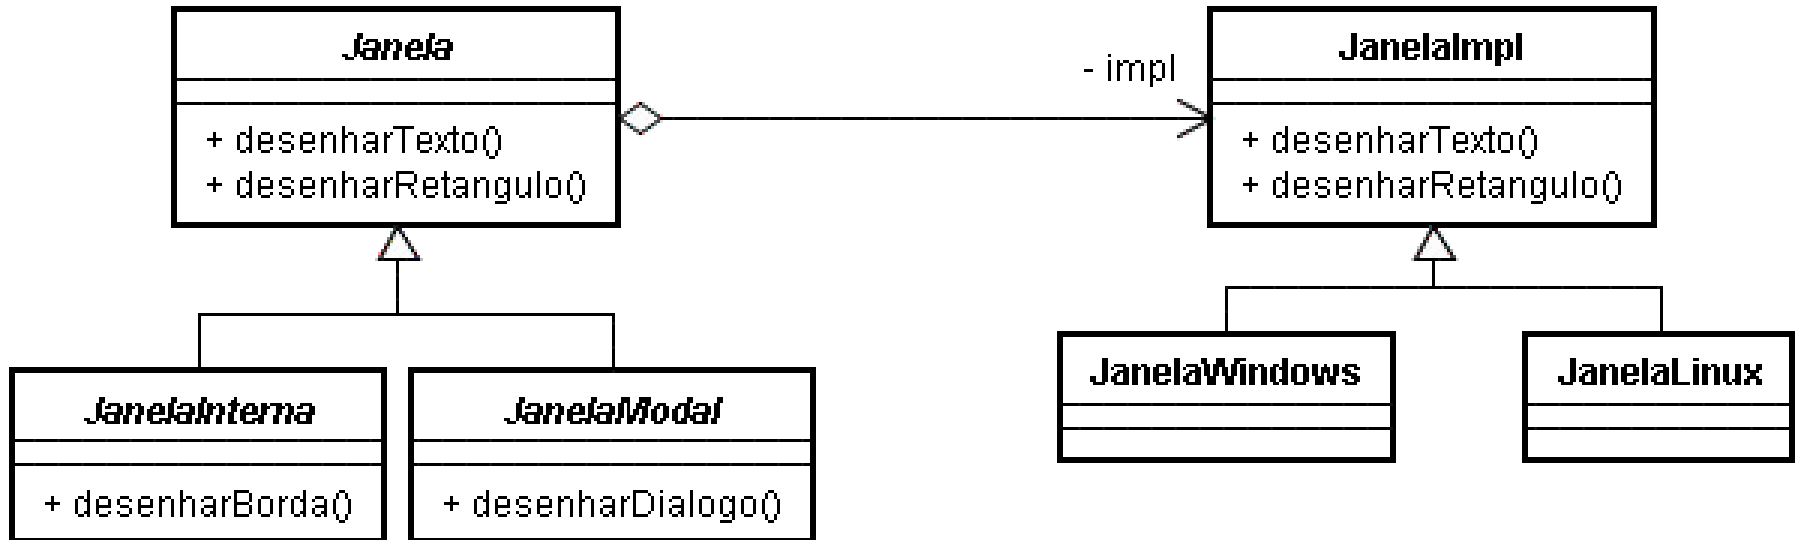 Janela
+ desenharTexto()
+ desenharRetangulo()
- impl
JanelaImpl
+ desenharTexto()
+ desenharRetangulo()
JanelaInterna
+ desenharBorda()
JanelaModal
+ desenharDialogo()
JanelaWindows
JanelaLinux